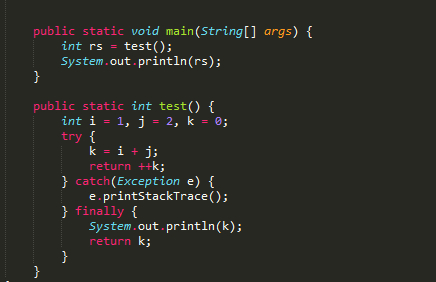 public static void main(String[] args) {
    int rs = test();
    System.out.println(rs);
}
public static int test() {
    int i = 1, j = 2, k = 0;
    try {
        k = i + j;
        return ++k;
    } catch(Exception e) {
        e.printStackTrace();
    } finally {
        System.out.println(k);
        return k;
    }
}